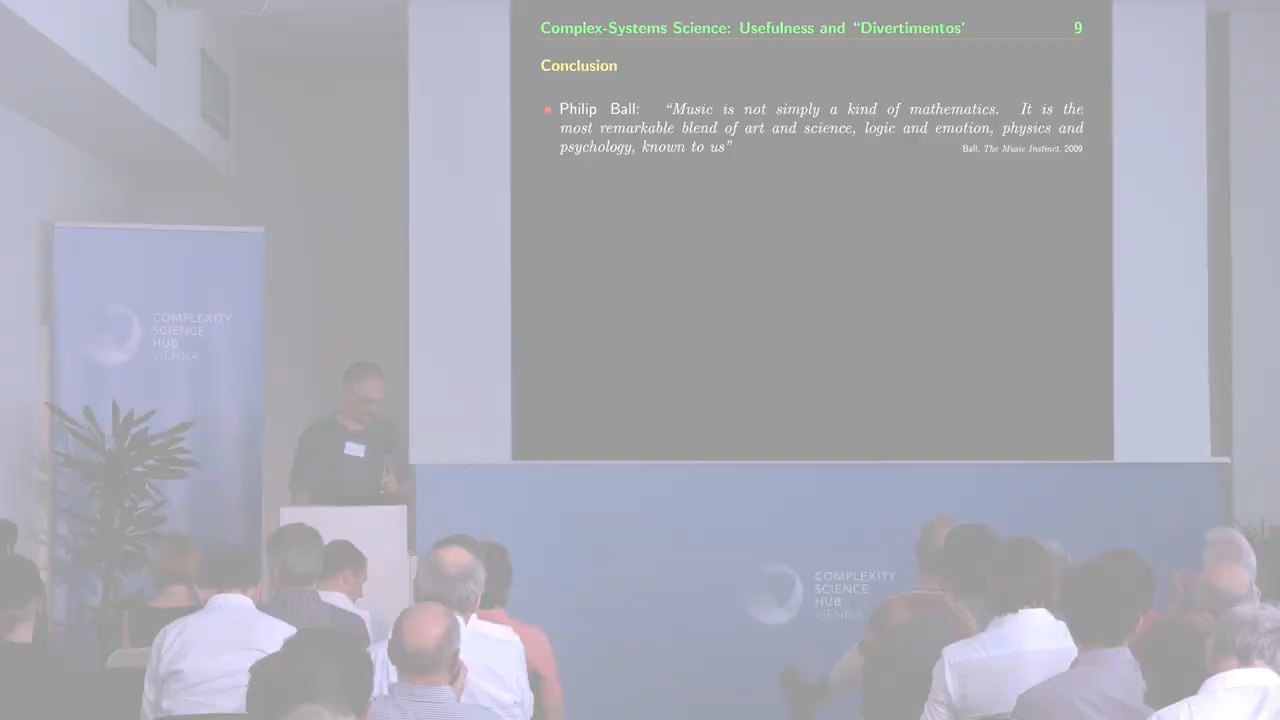 Complex-Systems Science: Usefulness and “Divertimentos’ 9
Conclusion
Philip Ball: “Music is not simply a kind of mathematics. It is the
most remarkable blend of art and science, logic and emotion, physics and
psychology, known to us” Ball, The Music Instinct, 2009
COMPLEXITY
SCIENCE
HUB
VIENNA
COMPLEXITY
SCIENCE
HUB
VIENNA